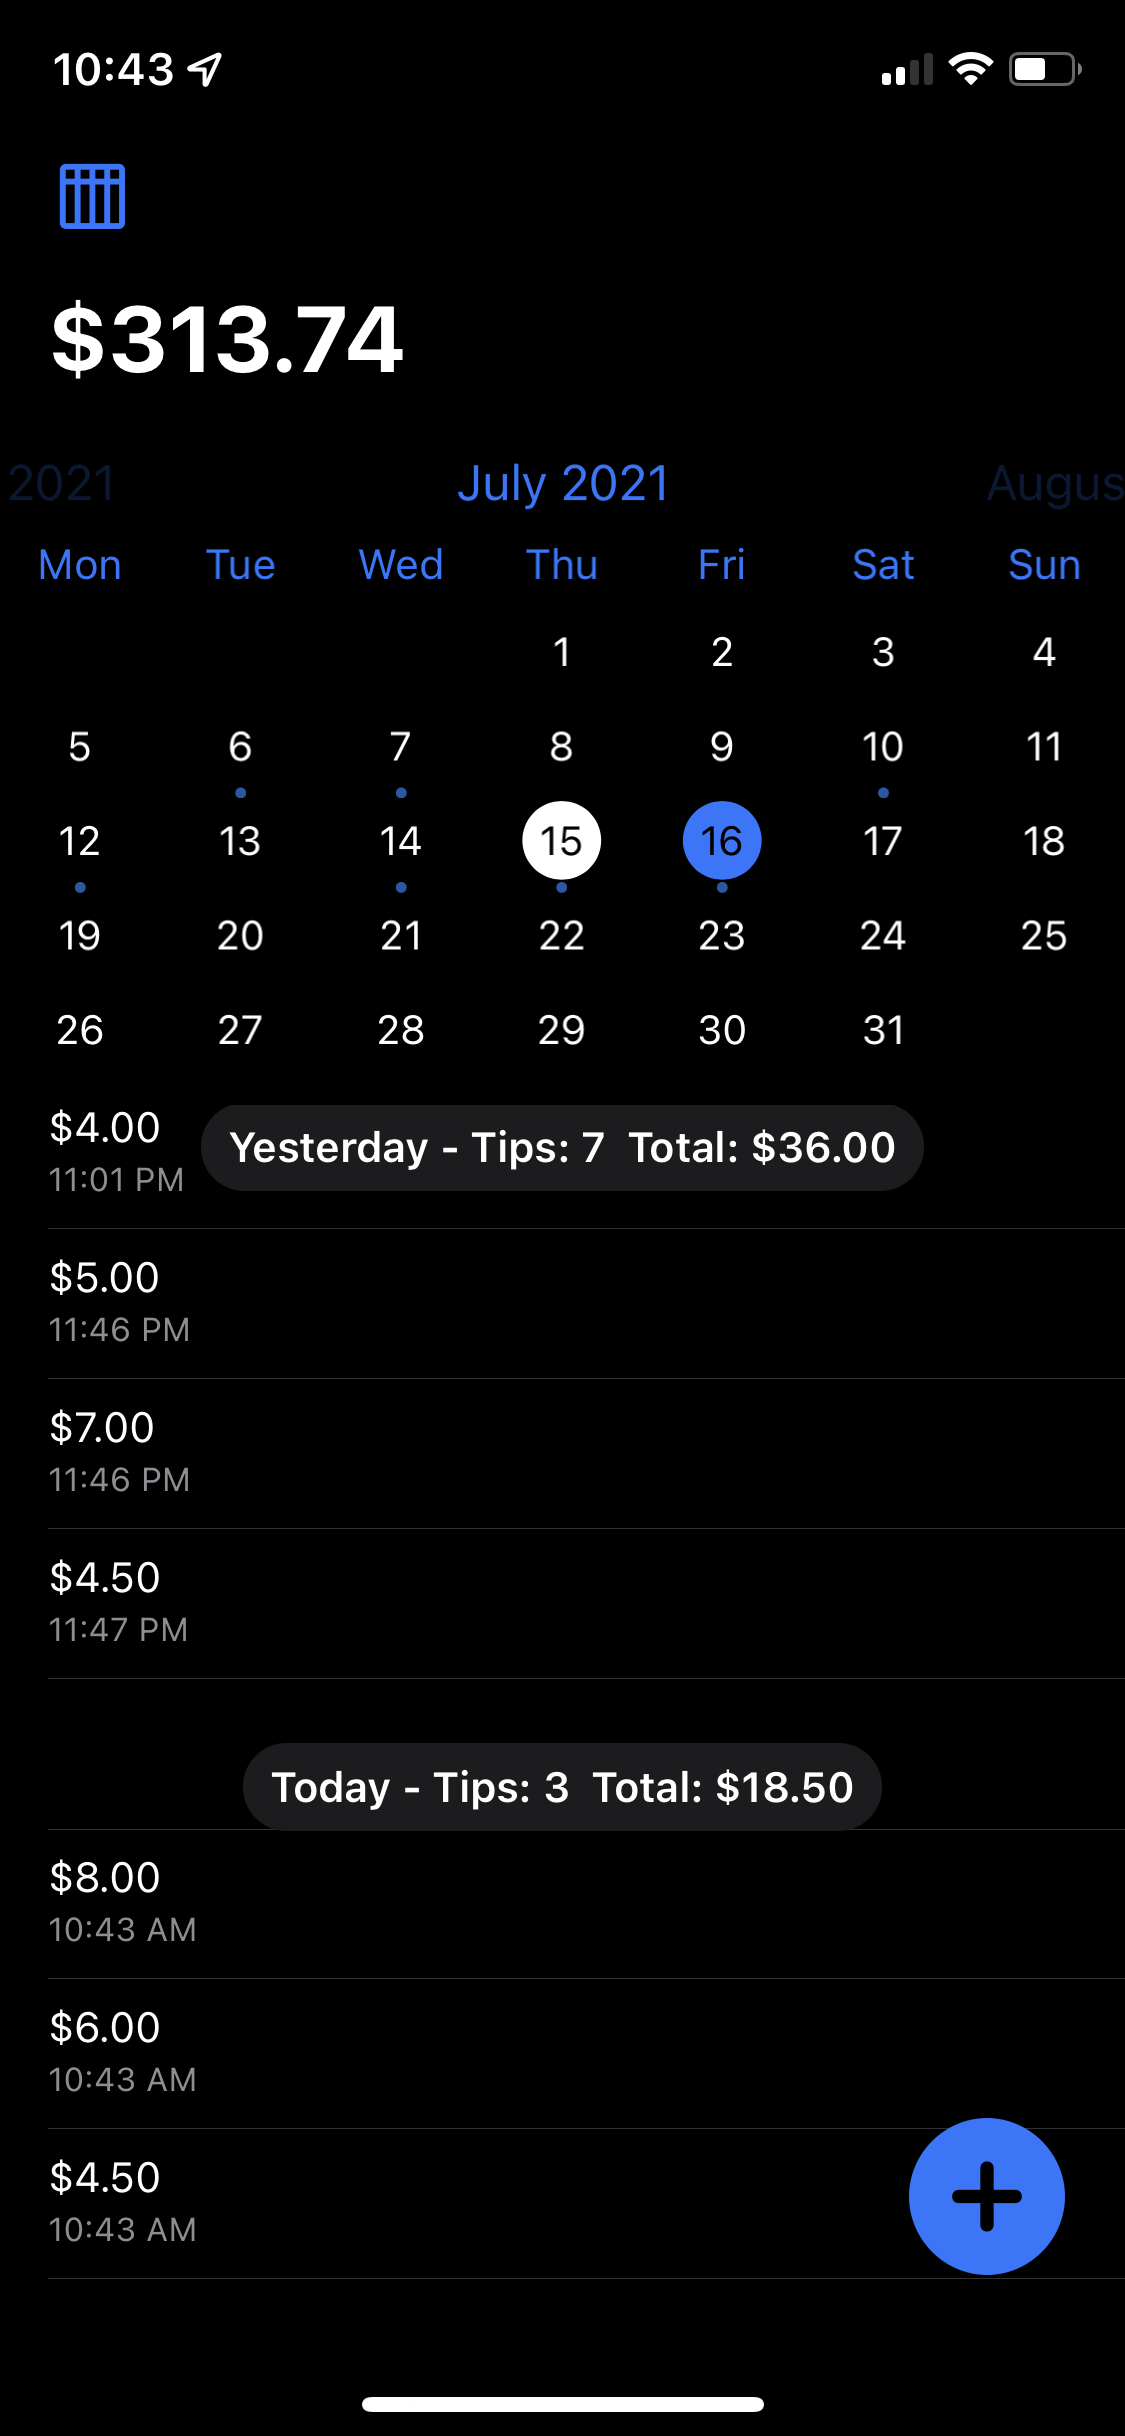 10:43
$313.74
2021 July 2021 Augus
Mon Tue Wed Thu Fri Sat Sun
1 2 3 4
5 6 7 8 9 10 11
12 13 14 15 16 17 18
19 20 21 22 23 24 25
26 27 28 29 30 31
Yesterday - Tips: 7 Total: $36.00
$4.00
11:01 PM
$5.00
11:46 PM
$7.00
11:46 PM
$4.50
11:47 PM
Today - Tips: 3 Total: $18.50
$8.00
10:43 AM
$6.00
10:43 AM
$4.50
10:43 AM